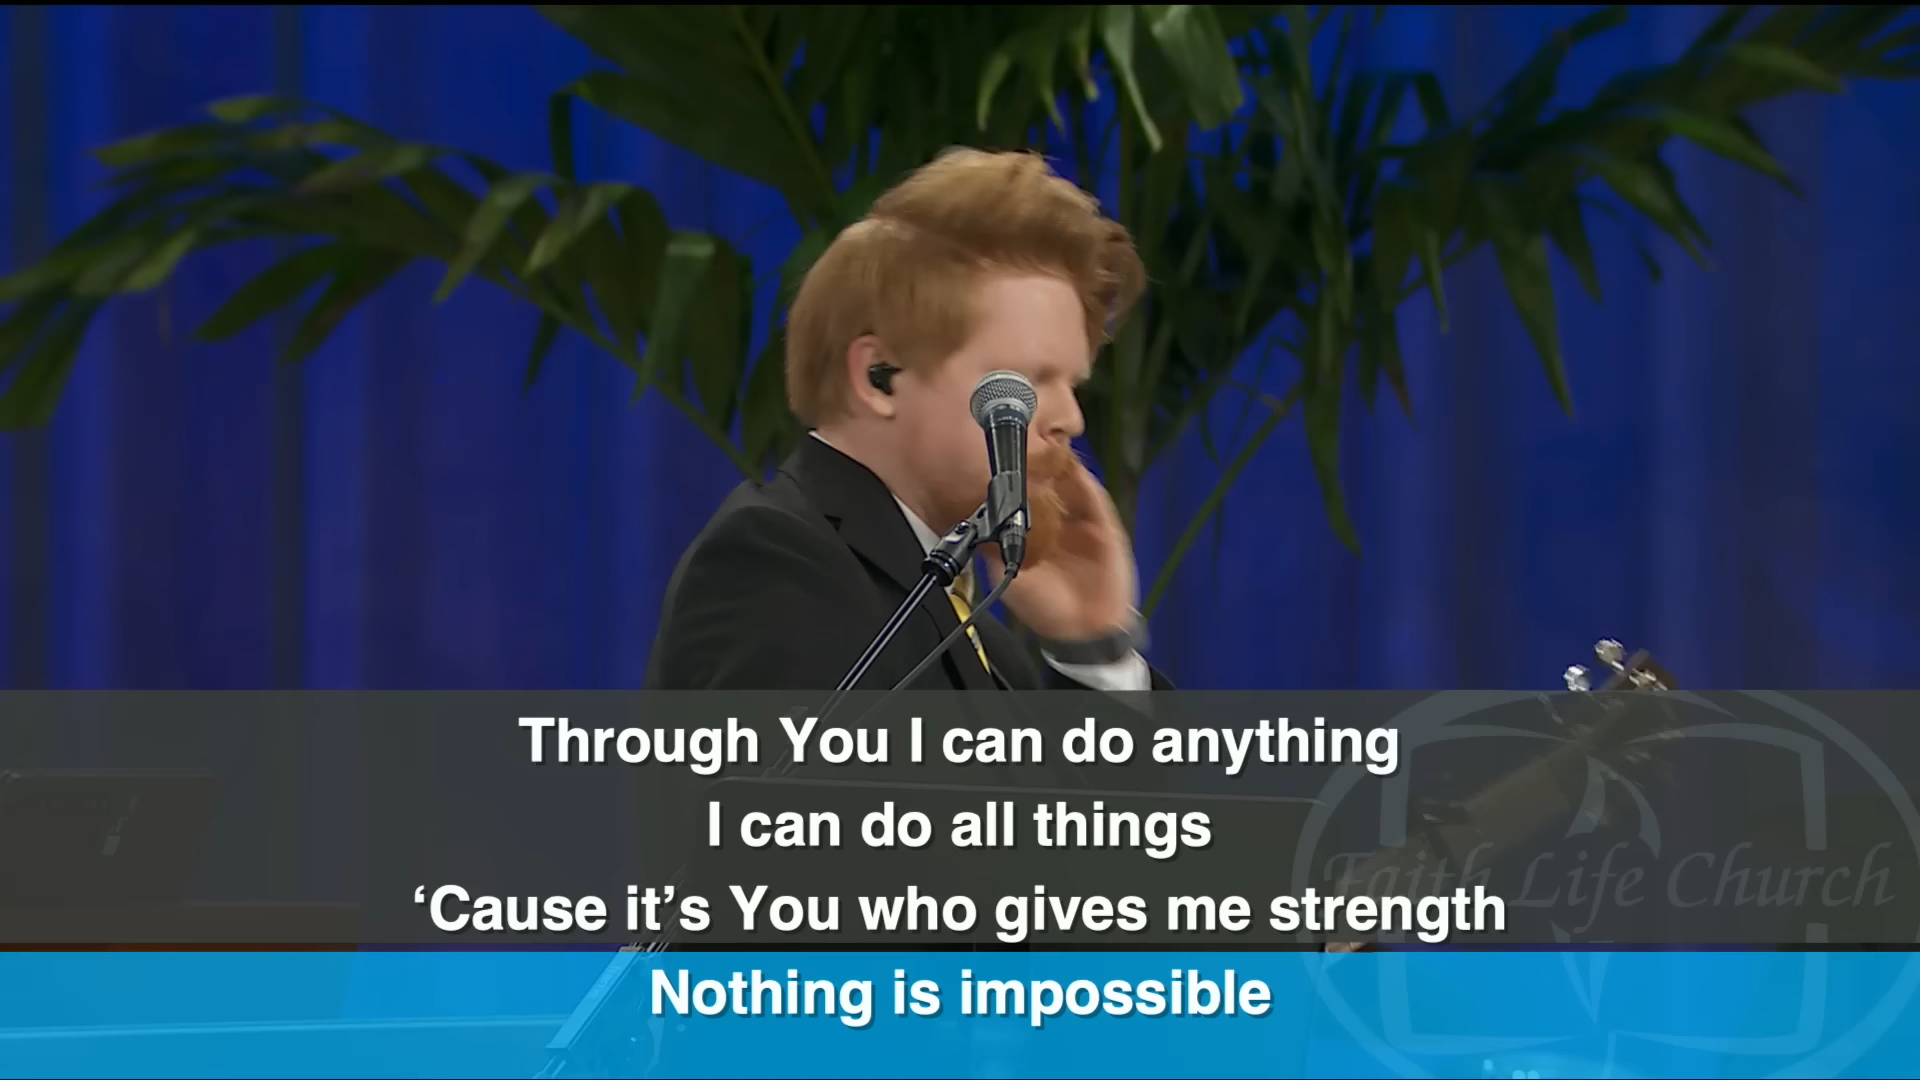 Through You I can do anything
I can do all things
‘Cause it’s You who gives me strength
Nothing is impossible
Faith Life Church